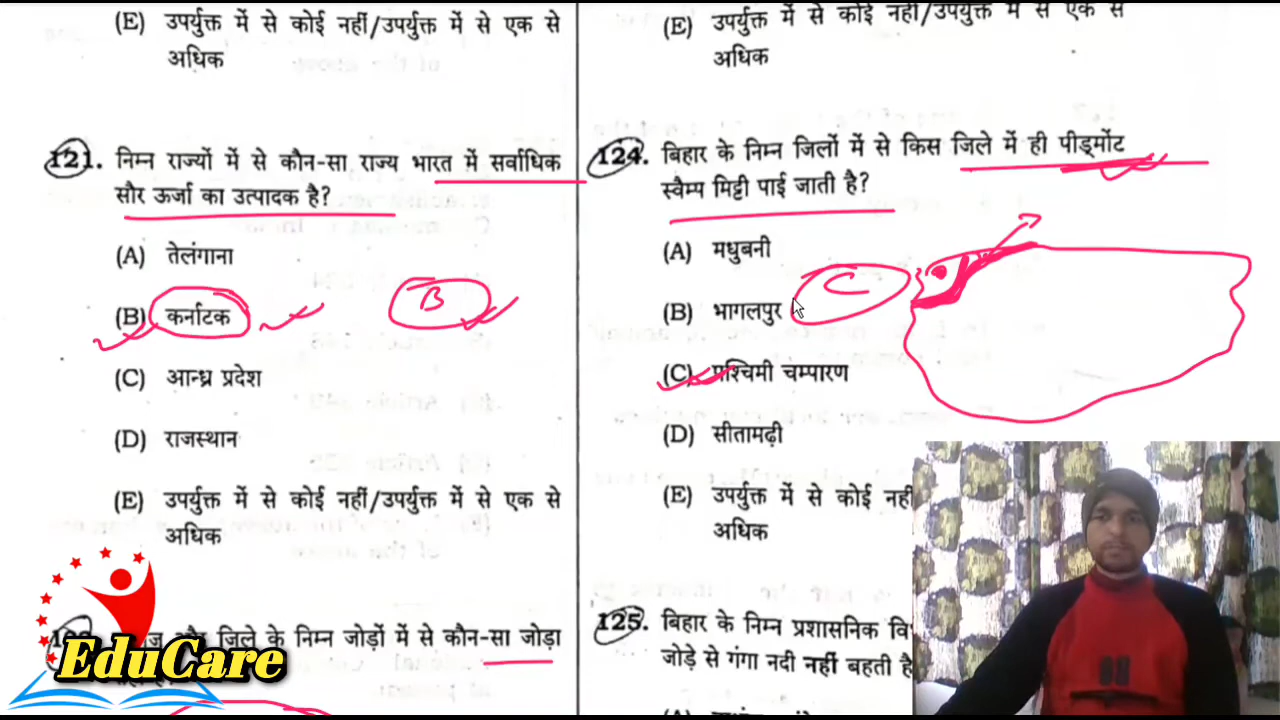 (E) उपर्युक्त में से कोई नहीं/उपर्युक्त में से एक से
अधिक
121. निम्न राज्यों में से कौन-सा राज्य भारत में सर्वाधिक
सौर ऊर्जा का उत्पादक है?
(A) तेलंगाना
(B) कर्नाटक
B
(C) आन्ध्र प्रदेश
(D) राजस्थान
(E) उपर्युक्त में से कोई नहीं/उपर्युक्त में से एक से
अधिक
जिले के निम्न जोड़ों में से कौन-सा जोड़ा
EduCare
(E) उपर्युक्त में से कोई नहीं/उपर्युक्त में से एक से
अधिक
124. बिहार के निम्न जिलों में से किस जिले में ही पीड्मोंट
स्वैम्प मिट्टी पाई जाती है?
(A) मधुबनी
C
(B) भागलपुर
(C) पश्चिमी चम्पारण
(D) सीतामढ़ी
(E) उपर्युक्त में से कोई नहीं
अधिक
125. बिहार के निम्न प्रशासनिक वि
जोड़े से गंगा नदी नहीं बहती है